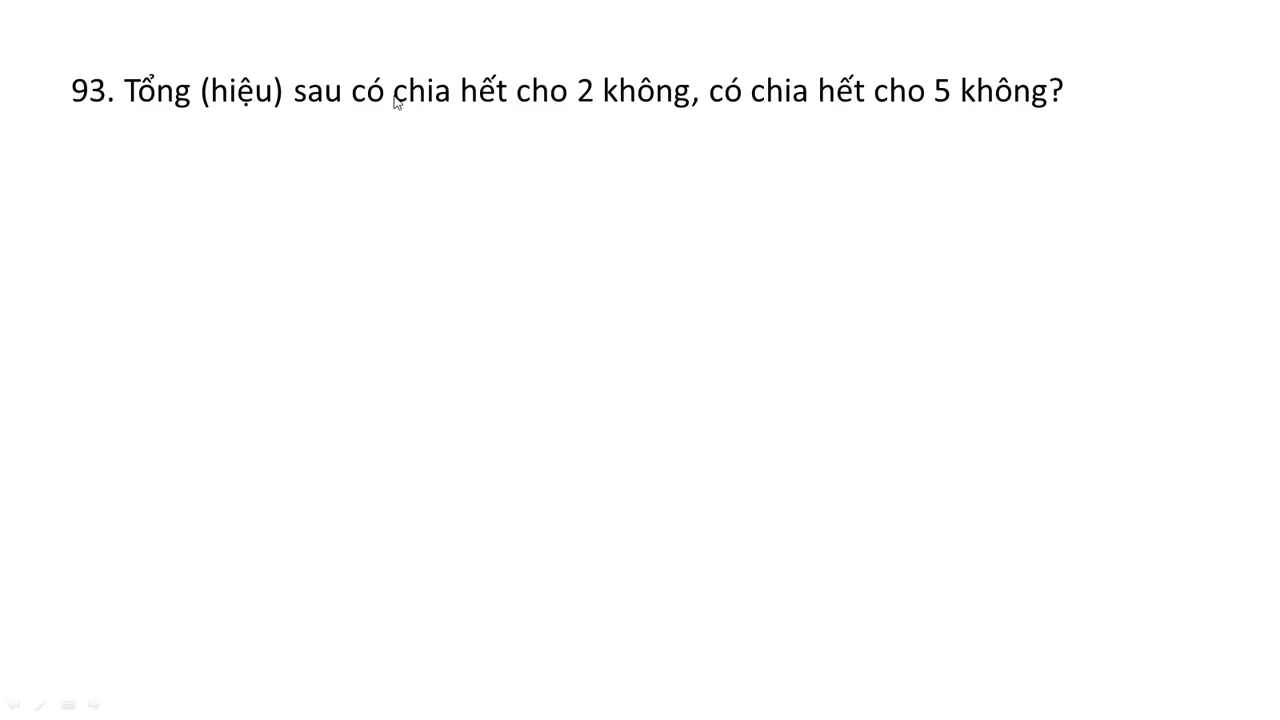 93. Tổng (hiệu) sau có chia hết cho 2 không, có chia hết cho 5 không?